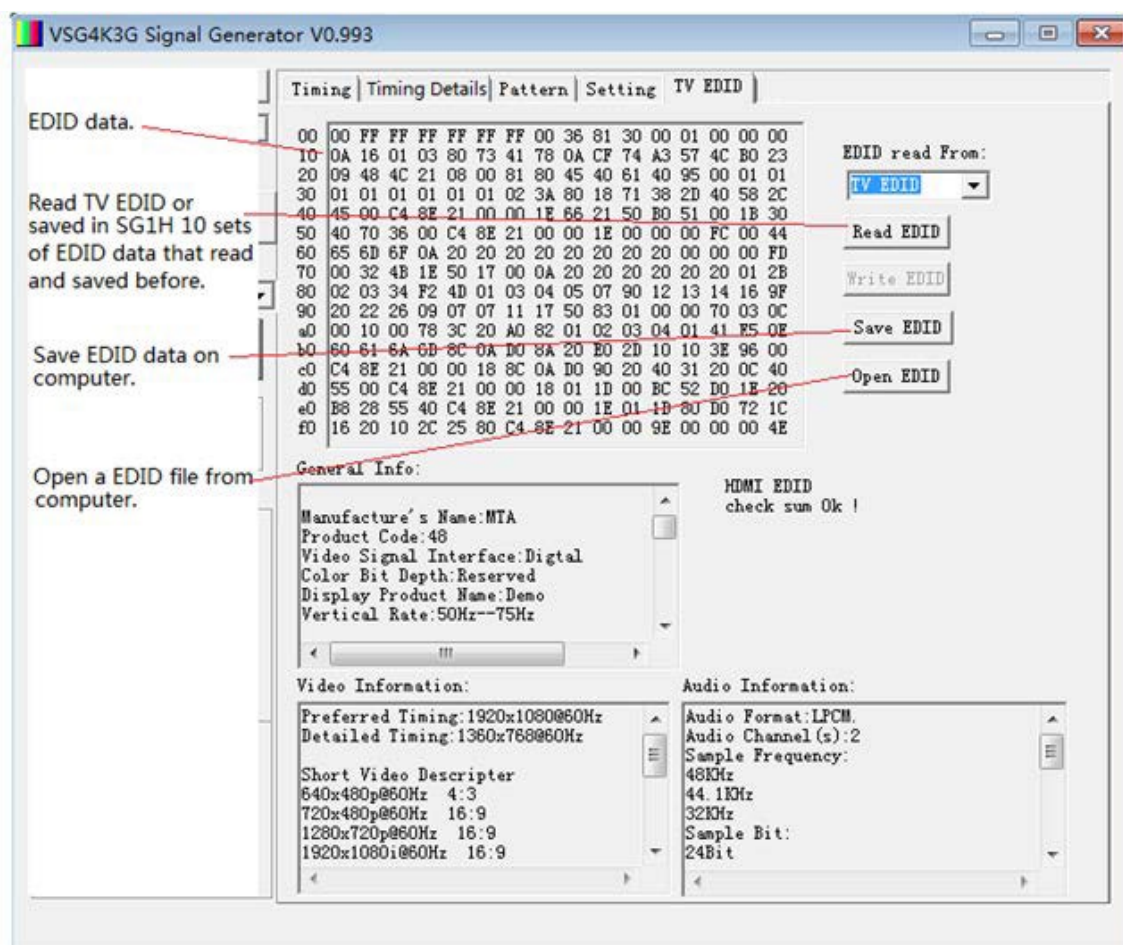 VSG4K3G Signal Generator V0.993
Timing Timing Details Pattern Setting TV EDID
EDID data.
Read TV EDID or
saved in SG1H 10 sets
of EDID data that read
and saved before.
Save EDID data on
computer.
Open a EDID file from
computer.
00 00 FF FF FF FF FF FF 00 36 81 30 00 01 00 00 00
10 0A 16 01 03 80 73 41 78 0A CF 74 A3 57 4C B0 23
20 09 48 4C 21 08 00 81 80 45 40 61 40 95 00 01 01
30 01 01 01 01 01 01 02 3A 80 18 71 38 2D 40 58 2C
40 45 00 C4 8E 21 00 00 1E 66 21 50 B0 51 00 1B 30
50 40 70 36 00 C4 8E 21 00 00 1E 00 00 00 FC 00 44
60 65 6D 6F 0A 20 20 20 20 20 20 20 20 00 00 00 FD
70 00 32 4B 1E 50 17 00 0A 20 20 20 20 20 20 01 2B
80 02 03 34 F2 4D 01 03 04 05 07 90 12 13 14 16 9F
90 20 22 26 09 07 07 11 17 50 83 01 00 00 70 03 0C
a0 00 10 00 78 3C 20 A0 82 01 02 03 04 01 41 E5 0E
b0 60 61 6A 6B 8C 0A D0 8A 20 E0 2D 10 10 3E 96 00
c0 C4 8E 21 00 00 18 8C 0A D0 90 20 40 31 20 0C 40
d0 55 00 C4 8E 21 00 00 18 01 1D 00 BC 52 D0 1E 20
e0 B8 28 55 40 C4 8E 21 00 00 1E 01 1D 80 D0 72 1C
f0 16 20 10 2C 25 80 C4 8E 21 00 00 9E 00 00 00 4E
EDID read From:
TV EDID
Read EDID
Write EDID
Save EDID
Open EDID
General Info:
Manufacture's Name:MTA
Product Code:48
Video Signal Interface:Digtal
Color Bit Depth:Reserved
Display Product Name:Demo
Vertical Rate:50Hz--75Hz
HDMI EDID
check sum Ok !
Video Information:
Preferred Timing:1920x1080@60Hz
Detailed Timing:1360x768@60Hz
Short Video Descripter
640x480p@60Hz 4:3
720x480p@60Hz 16:9
1280x720p@60Hz 16:9
1920x1080i@60Hz 16:9
Audio Information:
Audio Format:LPCM.
Audio Channel(s):2
Sample Frequency:
48KHz
44.1KHz
32KHz
Sample Bit:
24Bit